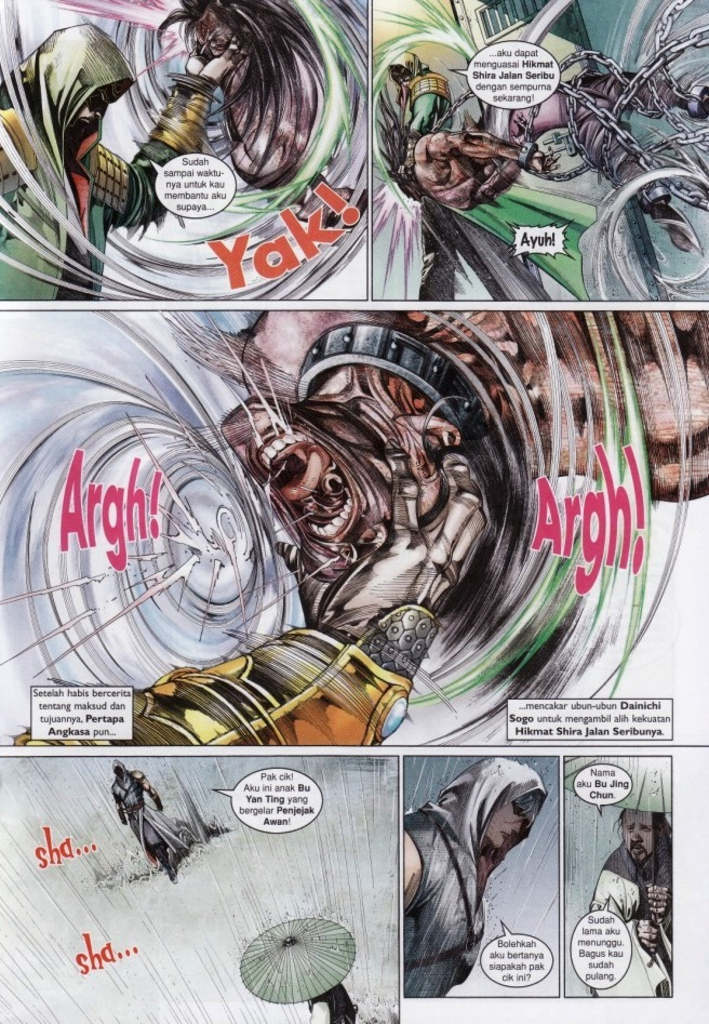 Sudah
sampai waktu-
nya untuk kau
membantu aku
supaya...
Yak!
...aku dapat
menguasai Hikmat
Shira Jalan Seribu
dengan sempurna
sekarang!
Ayuh!
Argh!
Argh!
Setelah habis bercerita
tentang maksud dan
tujuannya, Pertapa
Angkasa pun...
...mencakar ubun-ubun Dainichi
Sogo untuk mengambil alih kekuatan
Hikmat Shira Jalan Seribunya.
Pak cik!
Aku ini anak Bu
Yan Ting yang
bergelar Penjejak
Awan!
sha...
sha...
Bolehkah
aku bertanya
siapakah pak
cik ini?
Nama
aku Bu Jing
Chun.
Sudah
lama aku
menunggu.
Bagus kau
sudah
pulang.